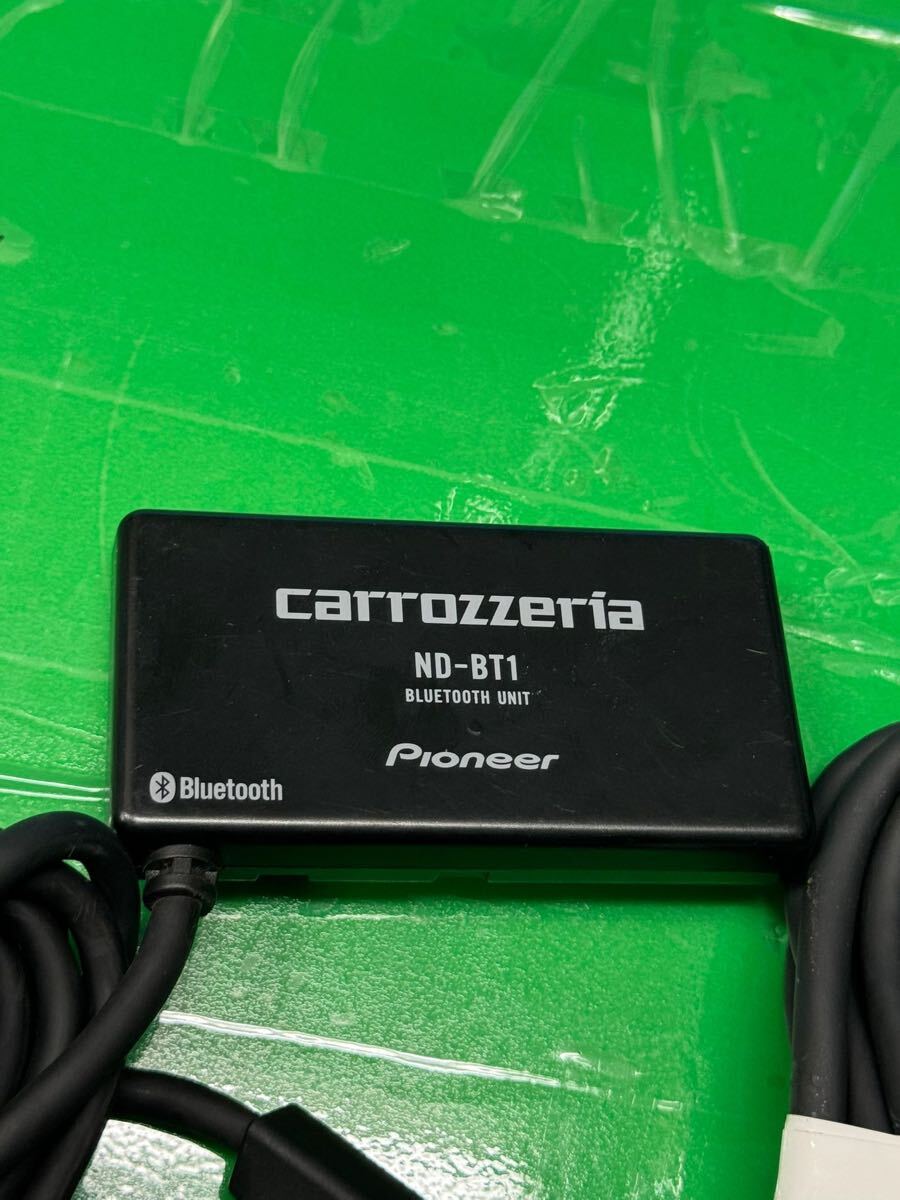 carrozzeria
ND-BT1
BLUETOOTH UNIT
Pioneer
Bluetooth